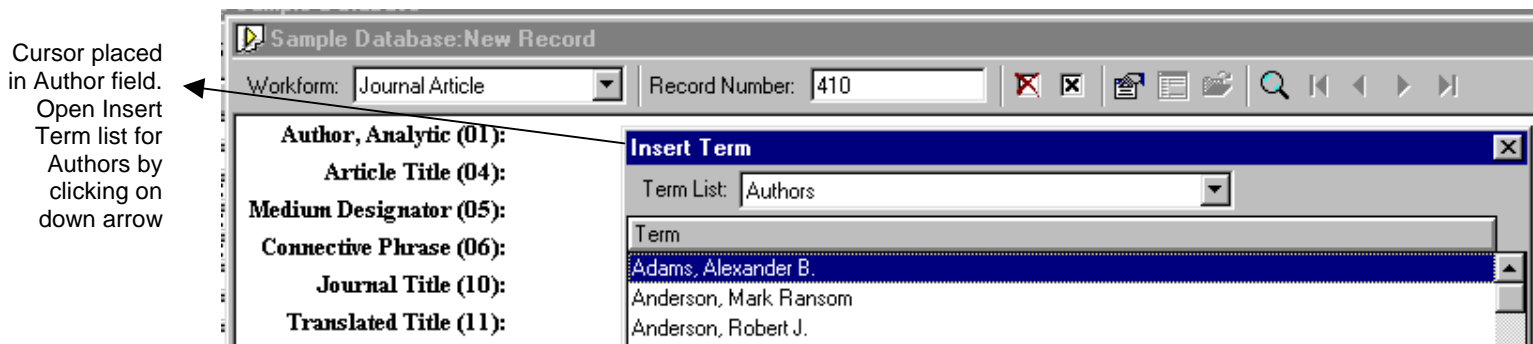 Cursor placed
in Author field.
Open Insert
Term list for
Authors by
clicking on
down arrow
Sample Database:New Record
Workform: Journal Article Record Number: 410
Author, Analytic (01):
Article Title (04):
Medium Designator (05):
Connective Phrase (06):
Journal Title (10):
Translated Title (11):
Insert Term
Term List: Authors
Term
Adams, Alexander B.
Anderson, Mark Ransom
Anderson, Robert J.